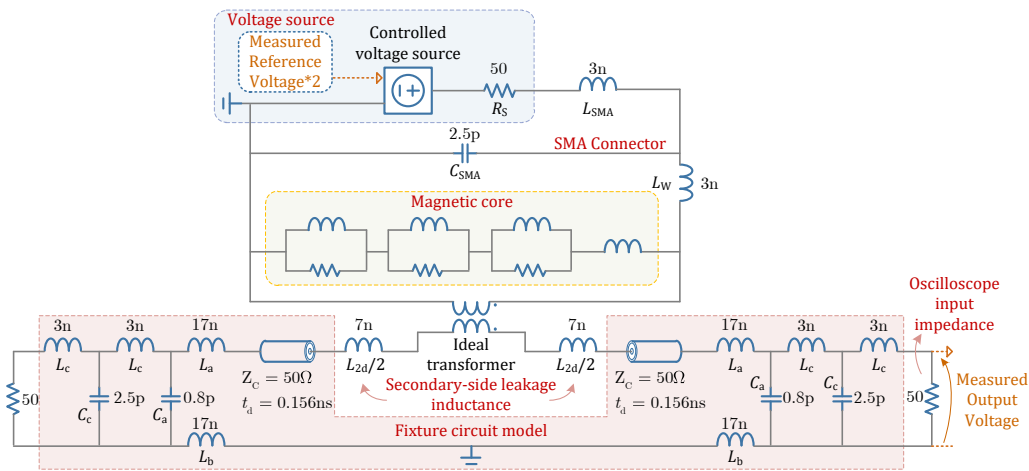 Voltage source
Measured
Reference
Voltage*2
Controlled
voltage source
50
R_S
3n
L_SMA
2.5p
C_SMA
SMA Connector
L_W
3n
Magnetic core
Oscilloscope
input
impedance
3n
L_c
3n
L_c
17n
L_a
Z_C = 50Ω
t_d = 0.156ns
7n
L_2d/2
Ideal
transformer
7n
L_2d/2
Z_C = 50Ω
t_d = 0.156ns
17n
L_a
3n
L_c
3n
L_c
Secondary-side leakage
inductance
50
C_c
2.5p
C_a
0.8p
17n
L_b
Fixture circuit model
17n
L_b
C_a
0.8p
C_c
2.5p
50
Measured
Output
Voltage